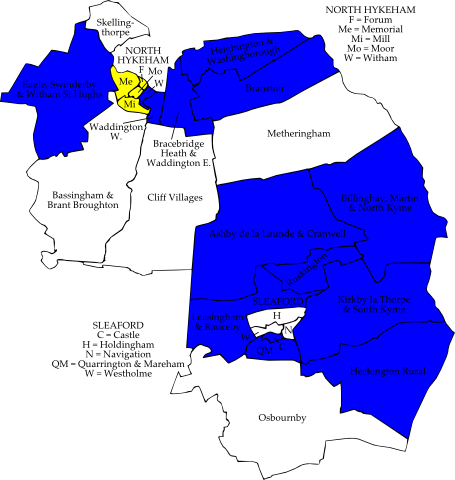 Skelling-
thorpe
NORTH
HYKEHAM
F
Mo
W
Me
Mi
NORTH HYKEHAM
F = Forum
Me = Memorial
Mi = Mill
Mo = Moor
W = Witham
Heighington &
Washingborough
Eagle, Swinderby
& Witham St. Hughs
Branston
Waddington
W.
Bracebridge
Heath &
Waddington E.
Metheringham
Bassingham &
Brant Broughton
Cliff Villages
Billinghay, Martin
& North Kyme
Ashby de la Launde & Cranwell
Ruskington
SLEAFORD
H
Kirkby la Thorpe
& South Kyme
Leasingham
& Rauceby
N
W
C
QM
SLEAFORD
C = Castle
H = Holdingham
N = Navigation
QM = Quarrington & Mareham
W = Westholme
Heckington Rural
Osbournby